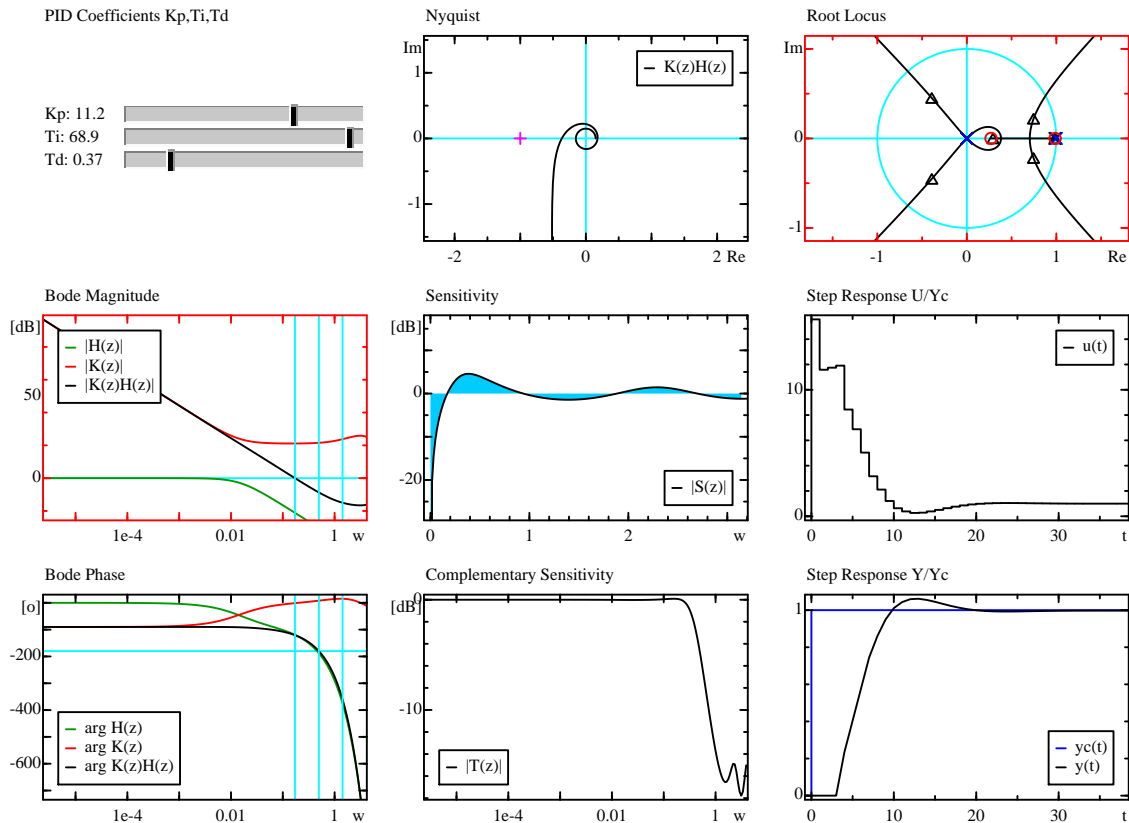 PID Coefficients Kp,Ti,Td
Kp: 11.2
Ti: 68.9
Td: 0.37
Nyquist
Im
1
0
-1
-2
0
2
Re
K(z)H(z)
Root Locus
Im
1
0
-1
-1
0
1
Re
Bode Magnitude
[dB]
50
0
|H(z)|
|K(z)|
|K(z)H(z)|
1e-4
0.01
1
w
Sensitivity
[dB]
0
-20
|S(z)|
0
1
2
w
Step Response U/Yc
10
0
u(t)
0
10
20
30
t
Bode Phase
[o]
-200
-400
-600
arg H(z)
arg K(z)
arg K(z)H(z)
1e-4
0.01
1
w
Complementary Sensitivity
0
[dB]
-10
|T(z)|
1e-4
0.01
1
w
Step Response Y/Yc
1
0
yc(t)
y(t)
0
10
20
30
t